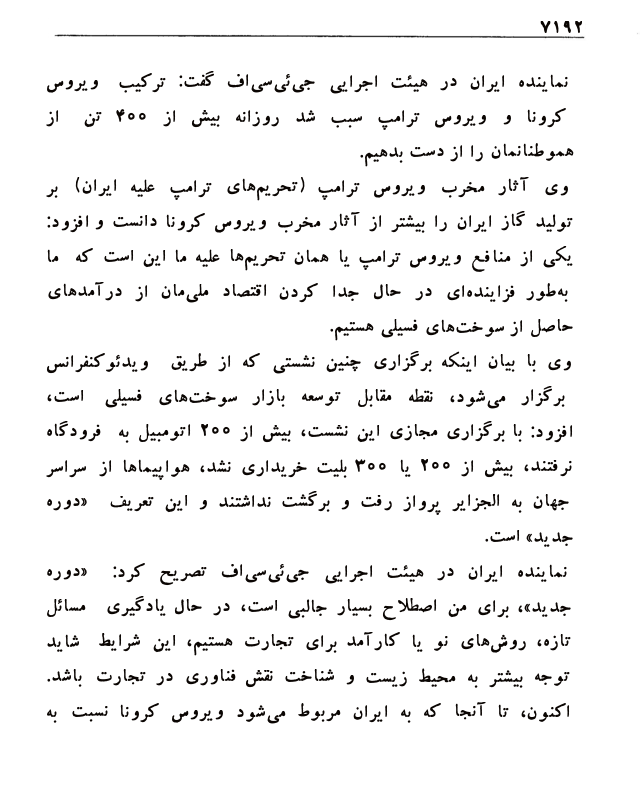 ۷۱۹۲
نماینده ایران در هیئت اجرایی جی‌ئی‌سی‌اف گفت: ترکیب ویروس
کرونا و ویروس ترامپ سبب شد روزانه بیش از ۴۰۰ تن از
هموطنانمان را از دست بدهیم.
وی آثار مخرب ویروس ترامپ (تحریم‌های ترامپ علیه ایران) بر
تولید گاز ایران را بیشتر از آثار مخرب ویروس کرونا دانست و افزود:
یکی از منافع ویروس ترامپ یا همان تحریم‌ها علیه ما این است که ما
به‌طور فزاینده‌ای در حال جدا کردن اقتصاد ملی‌مان از درآمدهای
حاصل از سوخت‌های فسیلی هستیم.
وی با بیان اینکه برگزاری چنین نشستی که از طریق ویدئوکنفرانس
برگزار می‌شود، نقطه مقابل توسعه بازار سوخت‌های فسیلی است،
افزود: با برگزاری مجازی این نشست، بیش از ۲۰۰ اتومبیل به فرودگاه
نرفتند، بیش از ۲۰۰ یا ۳۰۰ بلیت خریداری نشد، هواپیماها از سراسر
جهان به الجزایر پرواز رفت و برگشت نداشتند و این تعریف «دوره
جدید» است.
نماینده ایران در هیئت اجرایی جی‌ئی‌سی‌اف تصریح کرد: «دوره
جدید»، برای من اصطلاح بسیار جالبی است، در حال یادگیری مسائل
تازه، روش‌های نو یا کارآمد برای تجارت هستیم، این شرایط شاید
توجه بیشتر به محیط زیست و شناخت نقش فناوری در تجارت باشد.
اکنون، تا آنجا که به ایران مربوط می‌شود ویروس کرونا نسبت به